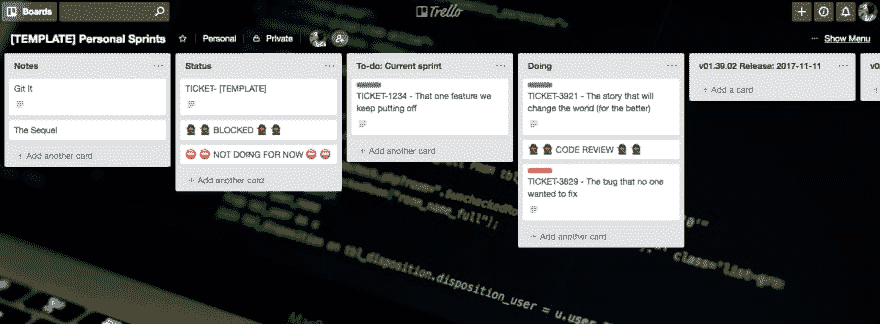 Boards
Trello
[TEMPLATE] Personal Sprints
Personal
Private
Show Menu
Notes
Git It
The Sequel
+ Add another card
Status
TICKET- [TEMPLATE]
BLOCKED
NOT DOING FOR NOW
+ Add another card
To-do: Current sprint
TICKET-1234 - That one feature we
keep putting off
+ Add another card
Doing
TICKET-3921 - The story that will
change the world (for the better)
CODE REVIEW
TICKET-3829 - The bug that no one
wanted to fix
+ Add another card
v01.39.02 Release: 2017-11-11
+ Add a card
tbl_disposition.disposition_user = u.user